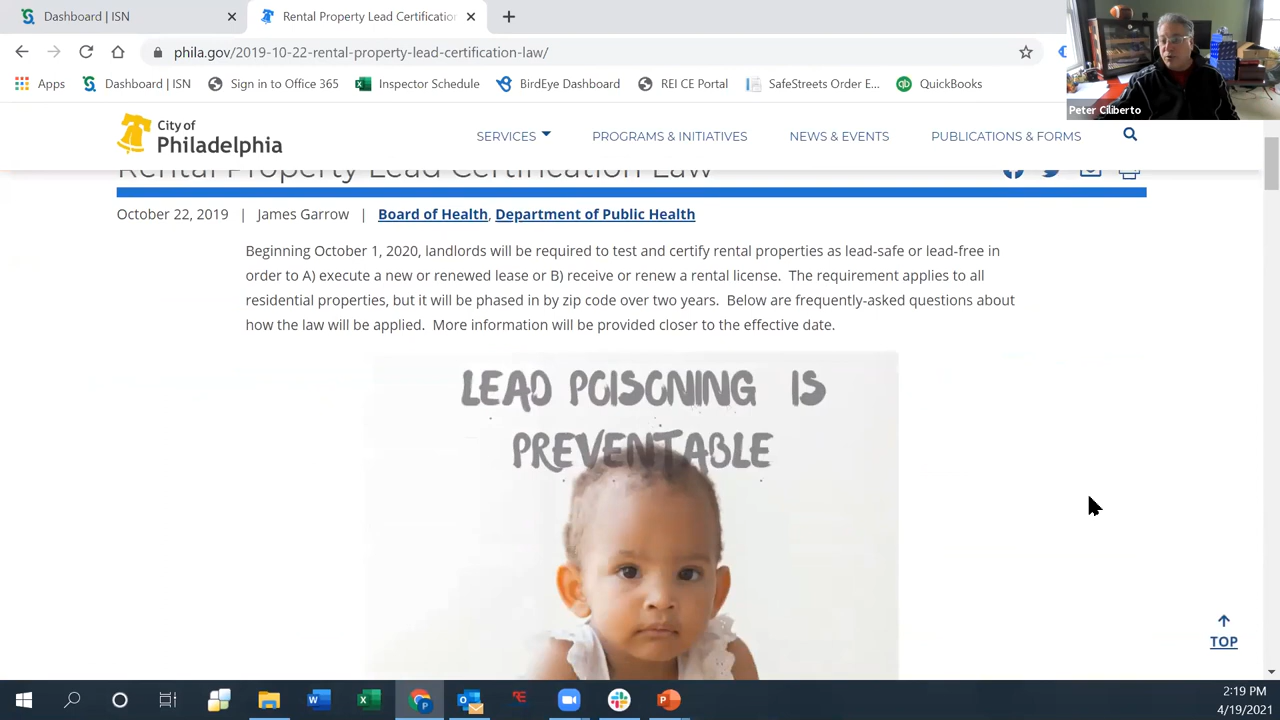 Dashboard | ISN
Rental Property Lead Certification
phila.gov/2019-10-22-rental-property-lead-certification-law/
Apps
Dashboard | ISN
Sign in to Office 365
Inspector Schedule
BirdEye Dashboard
REI CE Portal
SafeStreets Order E...
QuickBooks
Peter Ciliberto
City of
Philadelphia
SERVICES
PROGRAMS & INITIATIVES
NEWS & EVENTS
PUBLICATIONS & FORMS
Rental Property Lead Certification Law
October 22, 2019 | James Garrow | Board of Health, Department of Public Health
Beginning October 1, 2020, landlords will be required to test and certify rental properties as lead-safe or lead-free in
order to A) execute a new or renewed lease or B) receive or renew a rental license. The requirement applies to all
residential properties, but it will be phased in by zip code over two years. Below are frequently-asked questions about
how the law will be applied. More information will be provided closer to the effective date.
LEAD POISONING IS
PREVENTABLE
TOP
2:19 PM
4/19/2021